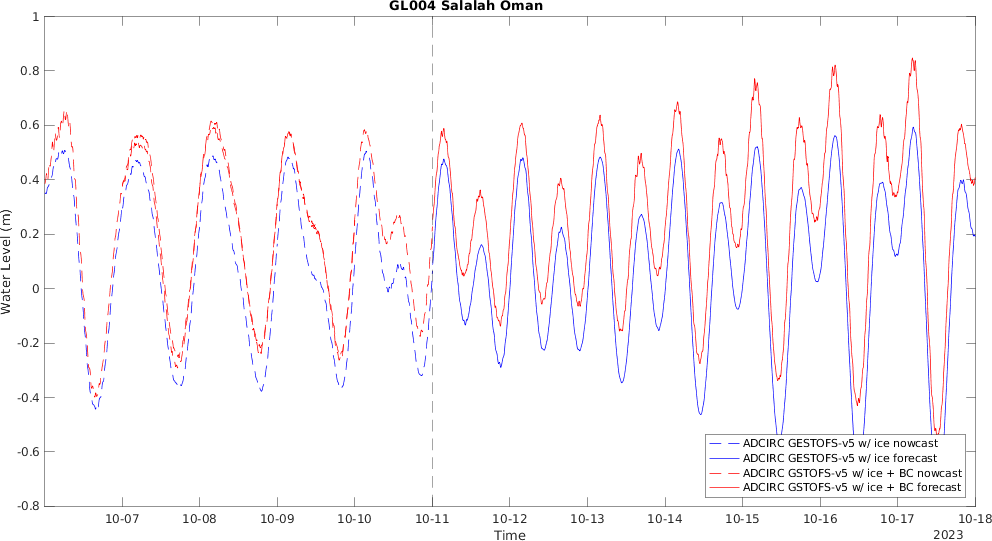 GL004 Salalah Oman
1
0.8
0.6
0.4
0.2
0
-0.2
-0.4
-0.6
-0.8
Water Level (m)
10-07 10-08 10-09 10-10 10-11 10-12 10-13 10-14 10-15 10-16 10-17 10-18
Time
2023
ADCIRC GESTOFS-v5 w/ ice nowcast
ADCIRC GESTOFS-v5 w/ ice forecast
ADCIRC GSTOFS-v5 w/ ice + BC nowcast
ADCIRC GSTOFS-v5 w/ ice + BC forecast